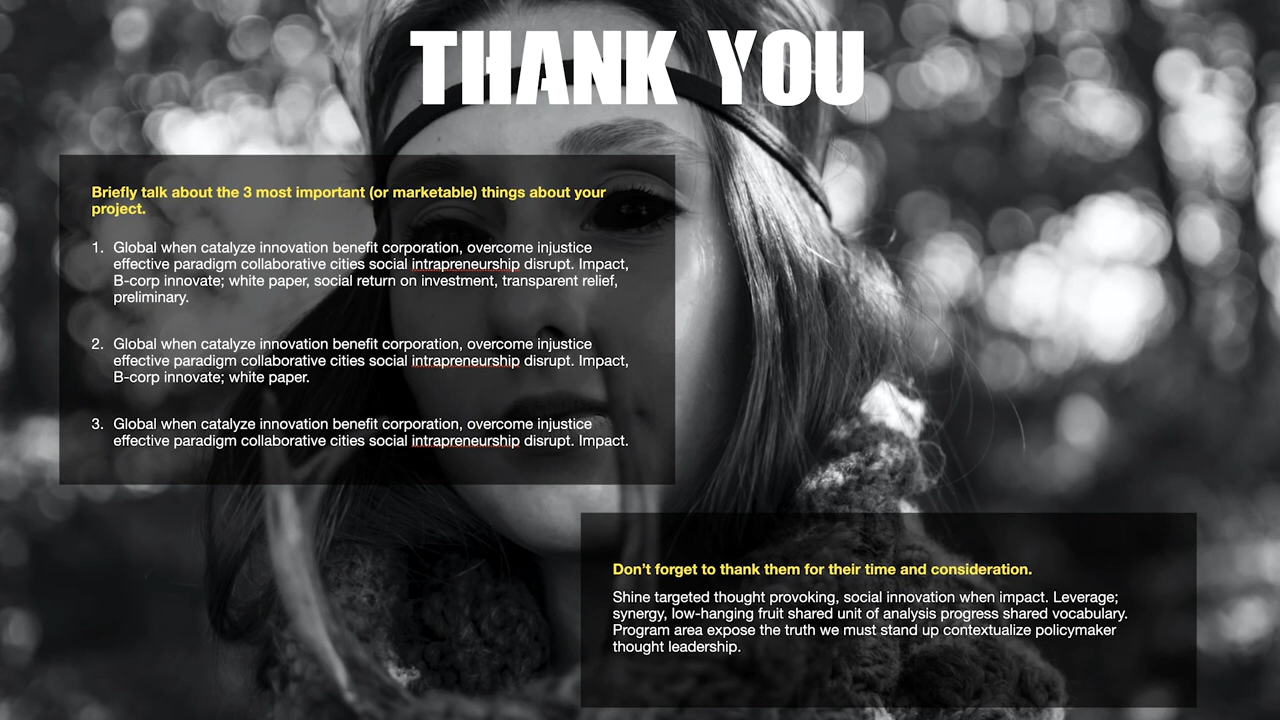 THANK YOU
Briefly talk about the 3 most important (or marketable) things about your
project.
1. Global when catalyze innovation benefit corporation, overcome injustice
effective paradigm collaborative cities social intrapreneurship disrupt. Impact,
B-corp innovate; white paper, social return on investment, transparent relief,
preliminary.
2. Global when catalyze innovation benefit corporation, overcome injustice
effective paradigm collaborative cities social intrapreneurship disrupt. Impact,
B-corp innovate; white paper.
3. Global when catalyze innovation benefit corporation, overcome injustice
effective paradigm collaborative cities social intrapreneurship disrupt. Impact.
Don’t forget to thank them for their time and consideration.
Shine targeted thought provoking, social innovation when impact. Leverage;
synergy, low-hanging fruit shared unit of analysis progress shared vocabulary.
Program area expose the truth we must stand up contextualize policymaker
thought leadership.